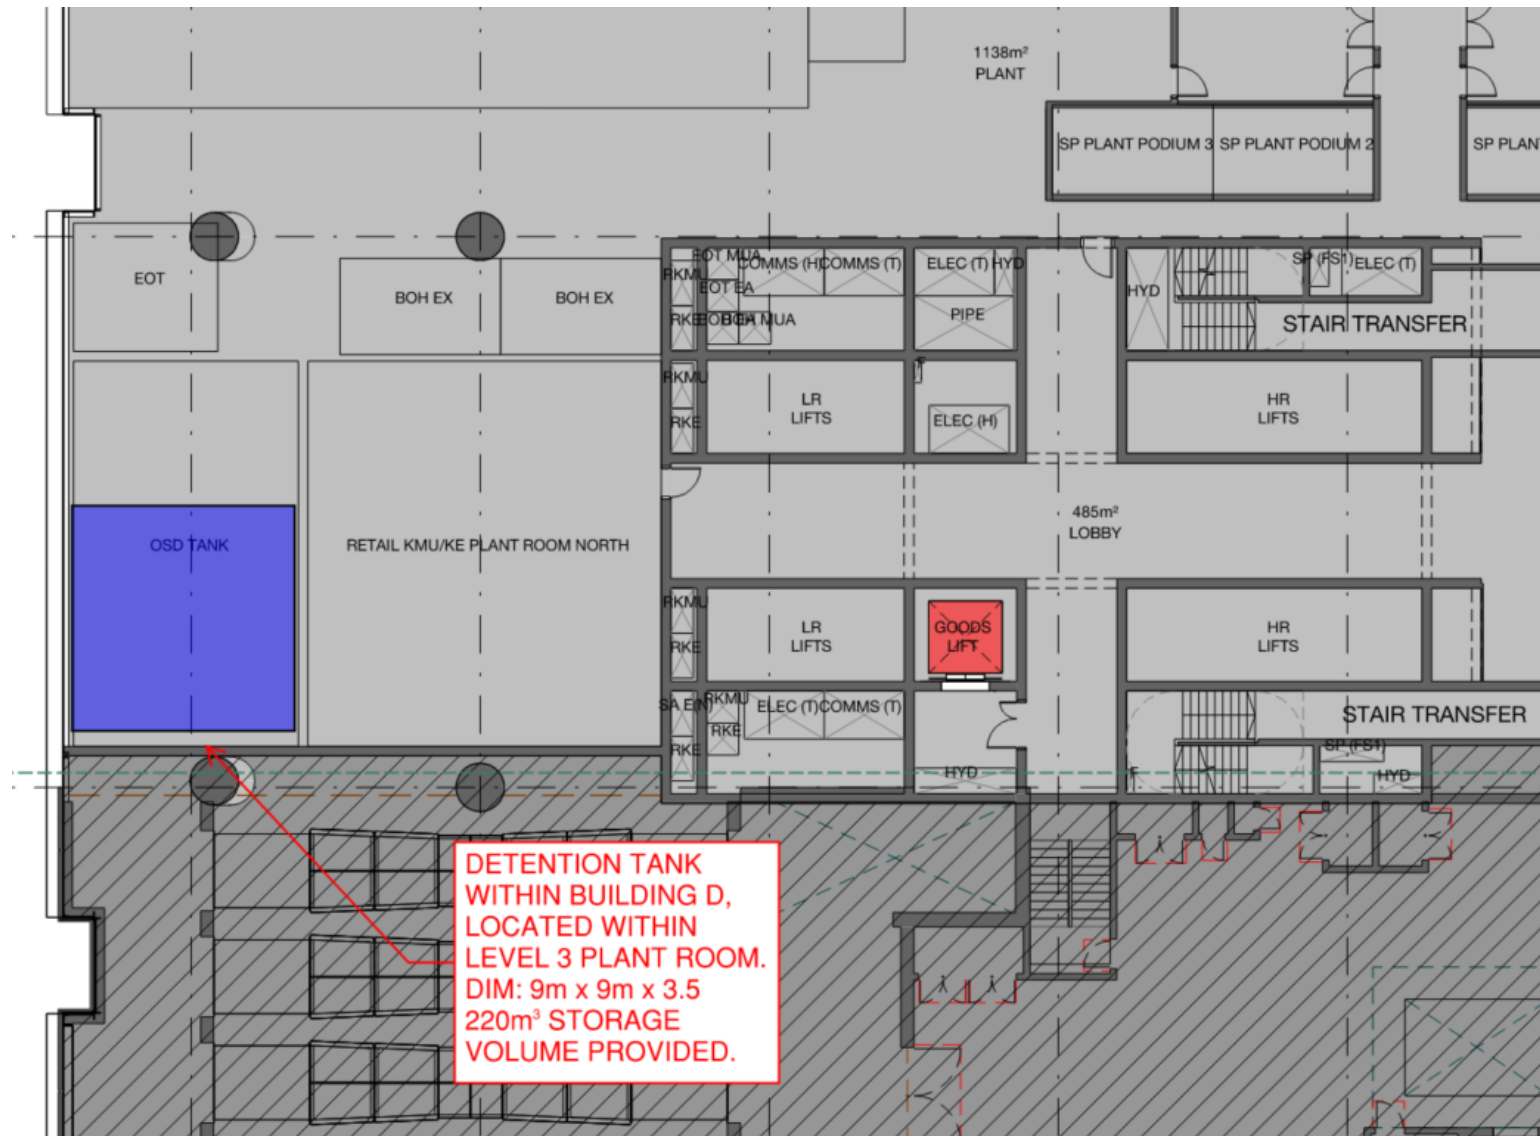 1138m²
PLANT
SP PLANT PODIUM 3
SP PLANT PODIUM 2
SP PLAN
EOT
BOH EX
BOH EX
RKMU
EOT MUA
COMMS (H)
COMMS (T)
ELEC (T)
HYD
SP (FS1)
ELEC (T)
EOT EA
HYD
PIPE
RKE
MUA
STAIR TRANSFER
RKMU
LR
LIFTS
HR
LIFTS
RKE
ELEC (H)
485m²
LOBBY
OSD TANK
RETAIL KMU/KE PLANT ROOM NORTH
RKMU
LR
LIFTS
GOODS
LIFT
HR
LIFTS
RKE
SA E(N)
RKMU
ELEC (T)
COMMS (T)
STAIR TRANSFER
RKE
RKE
SP (FS1)
HYD
HYD
DETENTION TANK
WITHIN BUILDING D,
LOCATED WITHIN
LEVEL 3 PLANT ROOM.
DIM: 9m x 9m x 3.5
220m³ STORAGE
VOLUME PROVIDED.